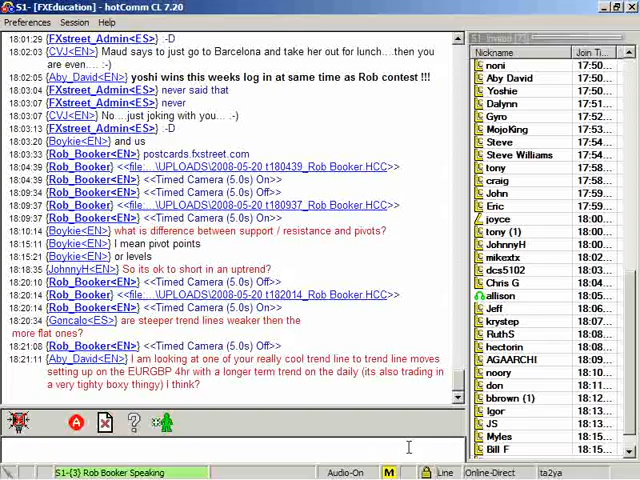 S1- [FXEducation] - hotComm CL 7.20
Preferences Session Help
18:01:29 {FXstreet_Admin<ES>} :-D
18:02:03 {CVJ<EN>} Maud says to just go to Barcelona and take her out for lunch...then you
are even.... :-)
18:02:05 {Aby_David<EN>} yoshi wins this weeks log in at same time as Rob contest !!!
18:03:04 {FXstreet_Admin<ES>} never said that
18:03:07 {FXstreet_Admin<ES>} never
18:03:07 {CVJ<EN>} No....just joking with you... :-)
18:03:13 {FXstreet_Admin<ES>} :-D
18:03:20 {Boykie<EN>} and us
18:03:33 {Rob_Booker<EN>} postcards.fxstreet.com
18:04:39 {Rob_Booker} <<file:...\UPLOADS\2008-05-20 t180439_Rob Booker.HCC>>
18:04:39 {Rob_Booker} <<Timed Camera (5.0s) On>>
18:09:34 {Rob_Booker} <<Timed Camera (5.0s) Off>>
18:09:37 {Rob_Booker} <<file:...\UPLOADS\2008-05-20 t180937_Rob Booker.HCC>>
18:09:37 {Rob_Booker} <<Timed Camera (5.0s) On>>
18:10:14 {Boykie<EN>} what is difference between support / resistance and pivots?
18:15:11 {Boykie<EN>} I mean pivot points
18:15:21 {Boykie<EN>} or levels
18:18:35 {JohnnyH<EN>} So its ok to short in an uptrend?
18:20:10 {Rob_Booker} <<Timed Camera (5.0s) Off>>
18:20:14 {Rob_Booker} <<file:...\UPLOADS\2008-05-20 t182014_Rob Booker.HCC>>
18:20:14 {Rob_Booker} <<Timed Camera (5.0s) On>>
18:20:34 {Goncalo<ES>} are steeper trend lines weaker then the
more flat ones?
18:21:08 {Rob_Booker<EN>} <<Timed Camera (5.0s) Off>>
18:21:11 {Aby_David<EN>} I am looking at one of your really cool trend line to trend line moves
setting up on the EURGBP 4hr with a longer term trend on the daily (its also trading in
a very tighty boxy thingy) i think?
Nickname Join Ti...
noni 17:50...
Aby David 17:50...
Yoshie 17:50...
Dalynn 17:51...
Gyro 17:52...
MojoKing 17:53...
Steve 17:54...
Steve Williams 17:54...
tony 17:57...
craig 17:58...
John 17:59...
Eric 17:59...
joyce 18:00...
tony (1) 18:00...
JohnnyH 18:01...
mikextx 18:02...
dcs5102 18:03...
Chris G 18:03...
allison 18:05...
Jeff 18:06...
krystep 18:08...
RuthS 18:08...
hectorin 18:08...
AGAARCHI 18:09...
noory 18:10...
don 18:12...
bbrown (1) 18:12...
Igor 18:13...
JS 18:13...
Myles 18:15...
Bill F 18:15...
S1-{3} Rob Booker Speaking
Audio-On
M
Line
Online-Direct
ta2ya